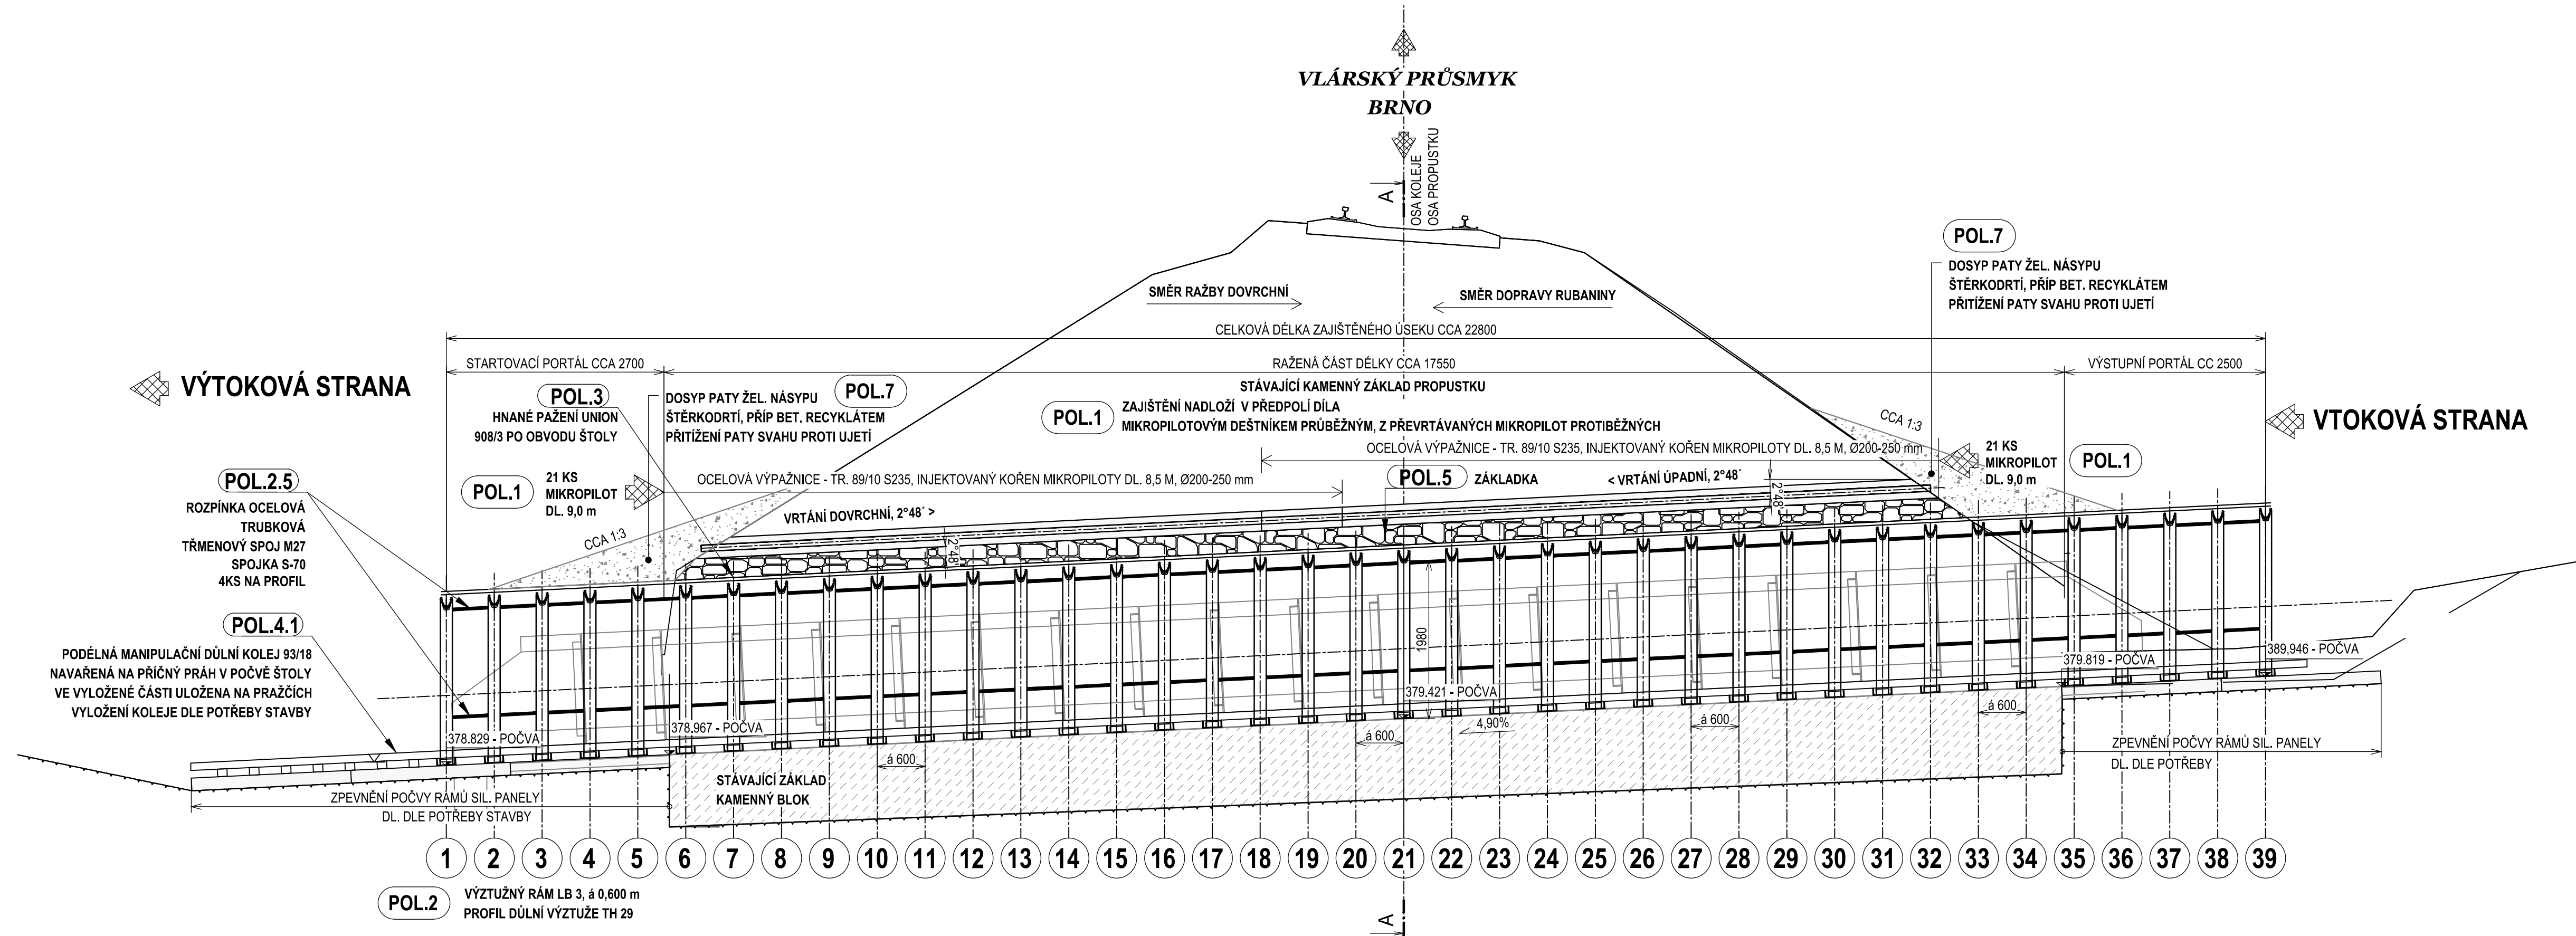 VLÁRSKÝ PRŮSMYK
BRNO
OSA KOLEJE
OSA PROPUSTKU
A
POL.7
DOSYP PATY ŽEL. NÁSYPU
ŠTĚRKODRTÍ, PŘÍP BET. RECYKLÁTEM
PŘITÍŽENÍ PATY SVAHU PROTI UJETÍ
SMĚR RAŽBY DOVRCHNÍ
SMĚR DOPRAVY RUBANINY
CELKOVÁ DÉLKA ZAJIŠTĚNÉHO ÚSEKU CCA 22800
STARTOVACÍ PORTÁL CCA 2700
RAŽENÁ ČÁST DÉLKY CCA 17550
VÝSTUPNÍ PORTÁL CC 2500
VÝTOKOVÁ STRANA
VTOKOVÁ STRANA
POL.3
HNANÉ PAŽENÍ UNION
908/3 PO OBVODU ŠTOLY
POL.7
DOSYP PATY ŽEL. NÁSYPU
ŠTĚRKODRTÍ, PŘÍP BET. RECYKLÁTEM
PŘITÍŽENÍ PATY SVAHU PROTI UJETÍ
STÁVAJÍCÍ KAMENNÝ ZÁKLAD PROPUSTKU
POL.1
ZAJIŠTĚNÍ NADLOŽÍ V PŘEDPOLÍ DÍLA
MIKROPILOTOVÝM DEŠTNÍKEM PRŮBĚŽNÝM, Z PŘEVRTÁVANÝCH MIKROPILOT PROTIBĚŽNÝCH
CCA 1:3
OCELOVÁ VÝPAŽNICE - TR. 89/10 S235, INJEKTOVANÝ KOŘEN MIKROPILOTY DL. 8,5 M, Ø200-250 mm
21 KS
MIKROPILOT
DL. 9,0 m
POL.1
POL.2.5
ROZPÍNKA OCELOVÁ
TRUBKOVÁ
TŘMENOVÝ SPOJ M27
SPOJKA S-70
4KS NA PROFIL
POL.1
21 KS
MIKROPILOT
DL. 9,0 m
OCELOVÁ VÝPAŽNICE - TR. 89/10 S235, INJEKTOVANÝ KOŘEN MIKROPILOTY DL. 8,5 M, Ø200-250 mm
POL.5
ZÁKLADKA
< VRTÁNÍ ÚPADNÍ, 2°48´
2°48'
VRTÁNÍ DOVRCHNÍ, 2°48´ >
CCA 1:3
2°48'
POL.4.1
PODÉLNÁ MANIPULAČNÍ DŮLNÍ KOLEJ 93/18
NAVAŘENÁ NA PŘÍČNÝ PRÁH V POČVĚ ŠTOLY
VE VYLOŽENÉ ČÁSTI ULOŽENA NA PRAŽČÍCH
VYLOŽENÍ KOLEJE DLE POTŘEBY STAVBY
1980
378.829 - POČVA
378.967 - POČVA
379.421 - POČVA
379.819 - POČVA
389,946 - POČVA
4,90%
á 600
á 600
á 600
á 600
STÁVAJÍCÍ ZÁKLAD
KAMENNÝ BLOK
ZPEVNĚNÍ POČVY RÁMŮ SIL. PANELY
DL. DLE POTŘEBY STAVBY
ZPEVNĚNÍ POČVY RÁMŮ SIL. PANELY
DL. DLE POTŘEBY
1 2 3 4 5 6 7 8 9 10 11 12 13 14 15 16 17 18 19 20 21 22 23 24 25 26 27 28 29 30 31 32 33 34 35 36 37 38 39
POL.2
VÝZTUŽNÝ RÁM LB 3, á 0,600 m
PROFIL DŮLNÍ VÝZTUŽE TH 29
A